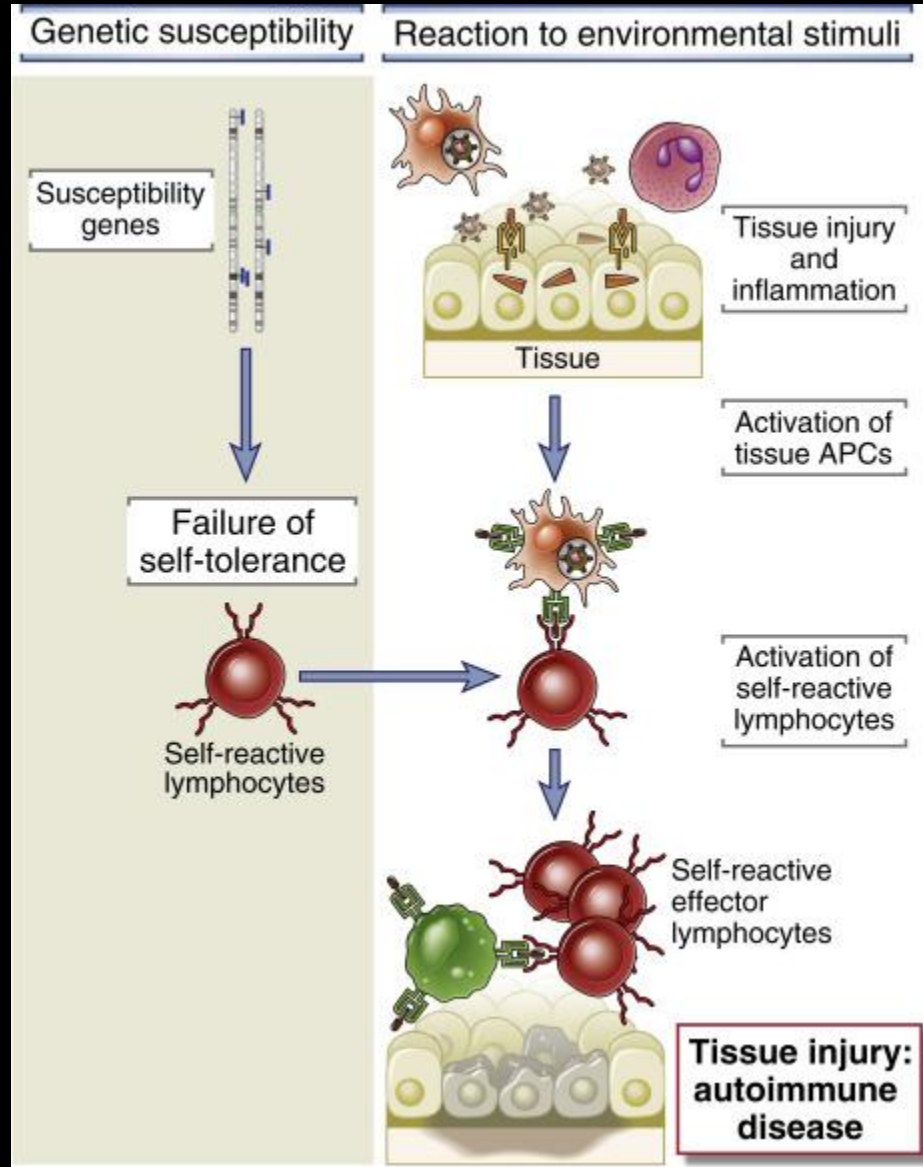 Genetic susceptibility
Reaction to environmental stimuli
Susceptibility
genes
Tissue injury
and
inflammation
Tissue
Activation of
tissue APCs
Failure of
self-tolerance
Self-reactive
lymphocytes
Activation of
self-reactive
lymphocytes
Self-reactive
effector
lymphocytes
Tissue injury:
autoimmune
disease